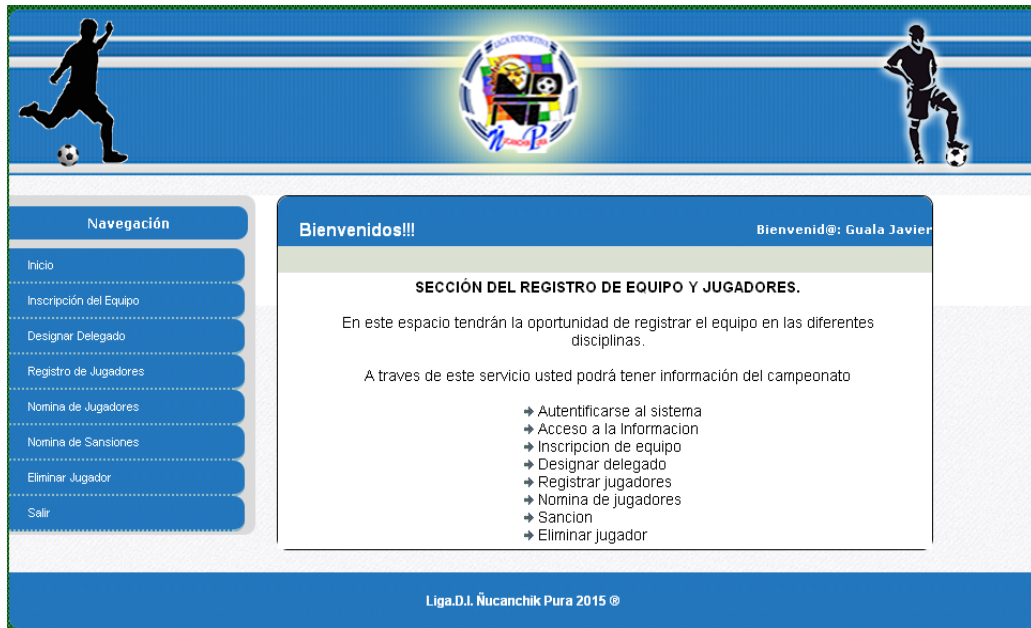 LIGA DEPORTIVA
ÑUCANCHIK PURA
Navegación
Inicio
Inscripción del Equipo
Designar Delegado
Registro de Jugadores
Nomina de Jugadores
Nomina de Sansiones
Eliminar Jugador
Salir
Bienvenidos!!!
Bienvenid@: Guala Javier
SECCIÓN DEL REGISTRO DE EQUIPO Y JUGADORES.
En este espacio tendrán la oportunidad de registrar el equipo en las diferentes
disciplinas.
A traves de este servicio usted podrá tener información del campeonato
Autentificarse al sistema
Acceso a la Informacion
Inscripcion de equipo
Designar delegado
Registrar jugadores
Nomina de jugadores
Sancion
Eliminar jugador
Liga.D.I. Ñucanchik Pura 2015 ®